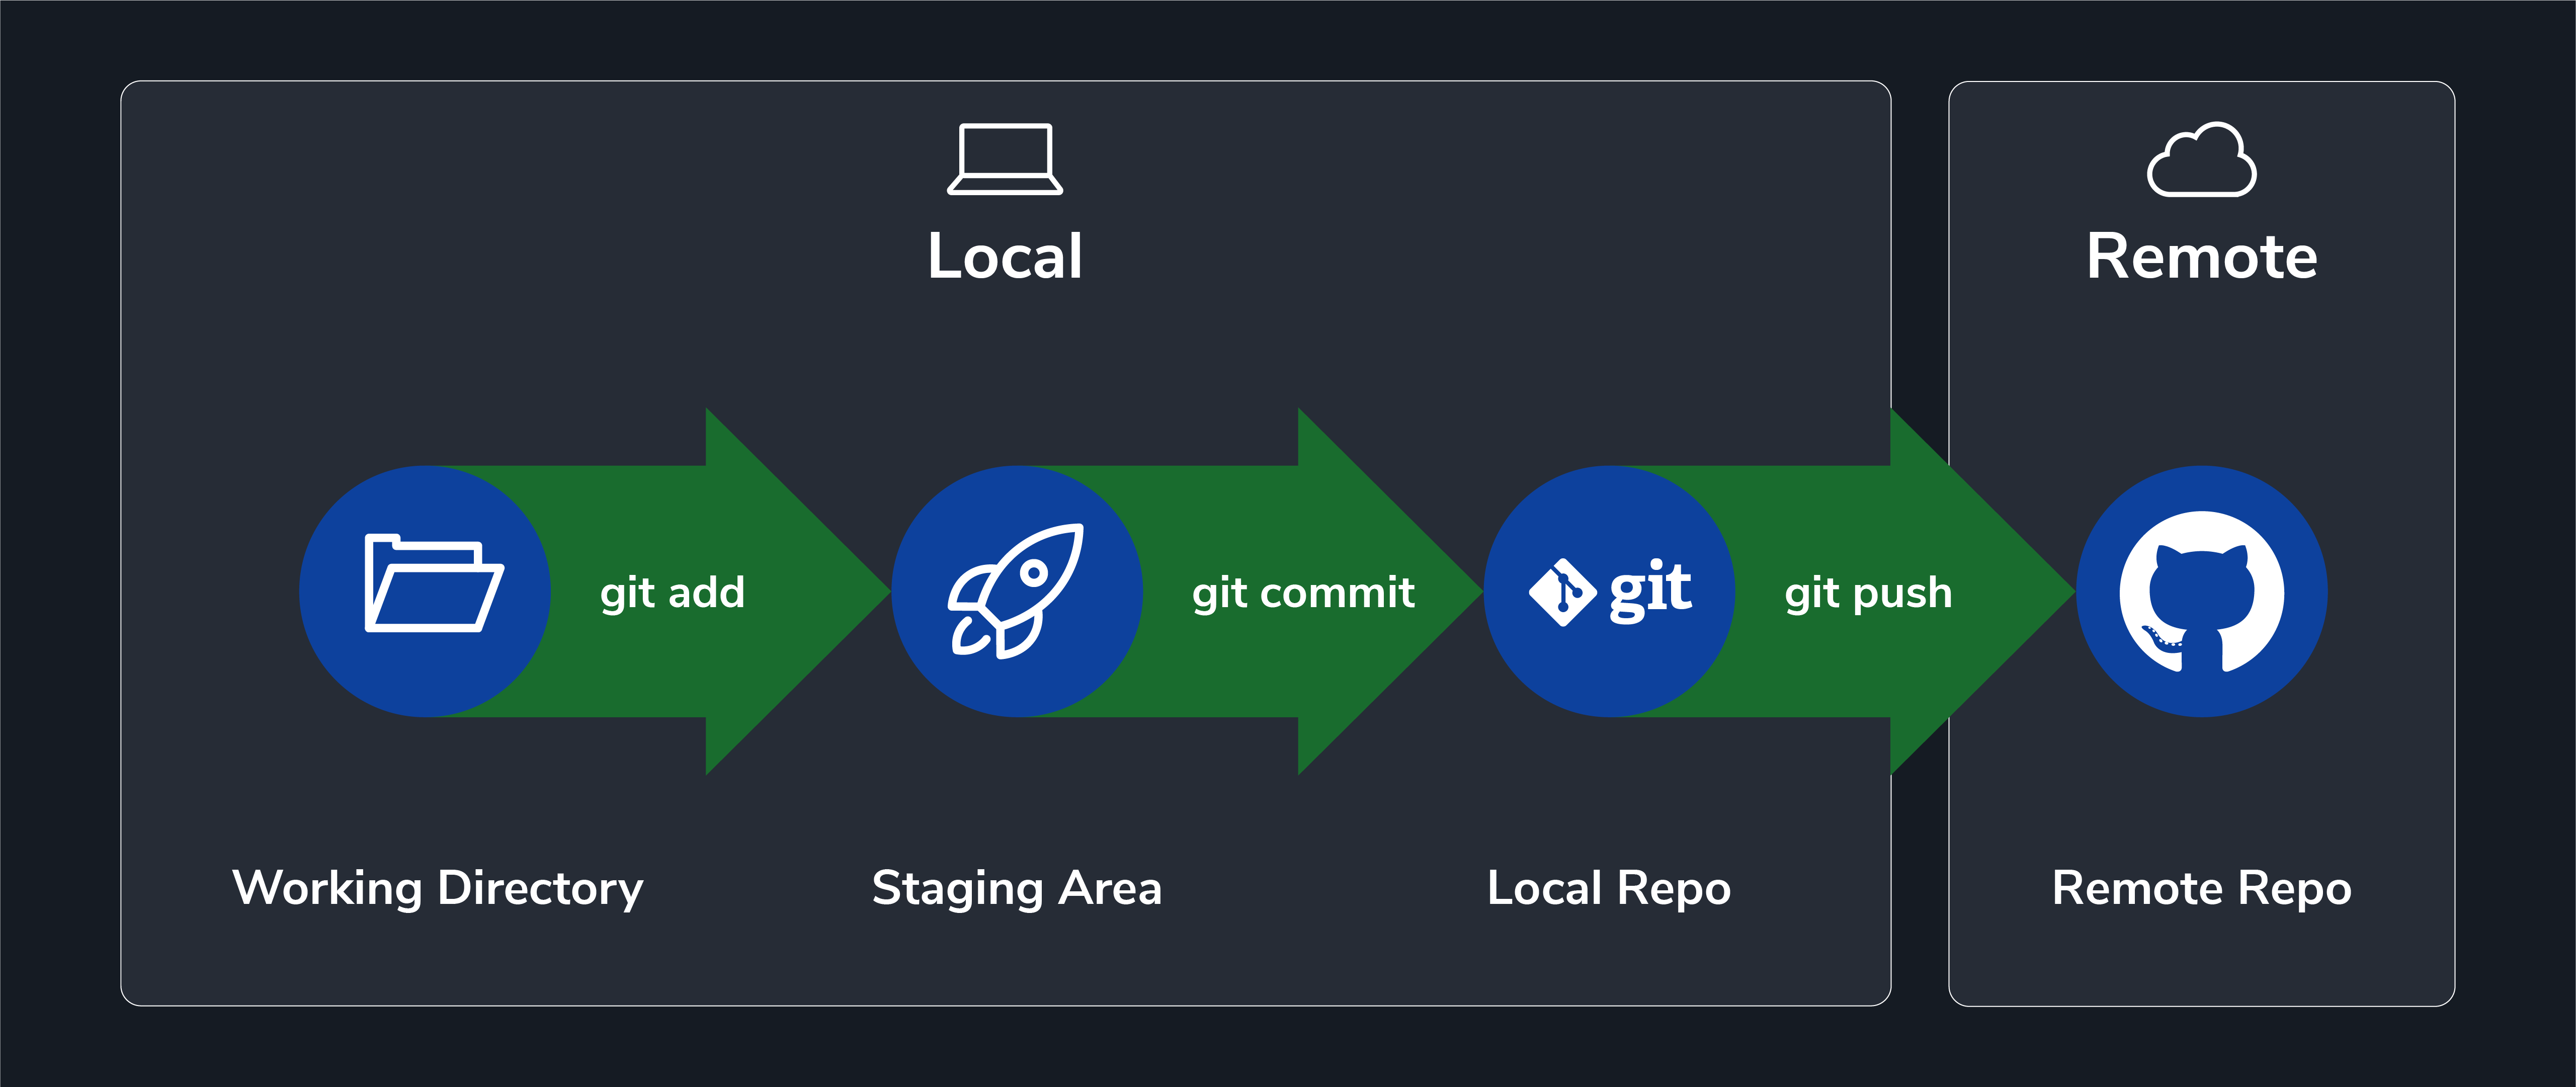 Local
Remote
git add
git commit
git
git push
Working Directory
Staging Area
Local Repo
Remote Repo